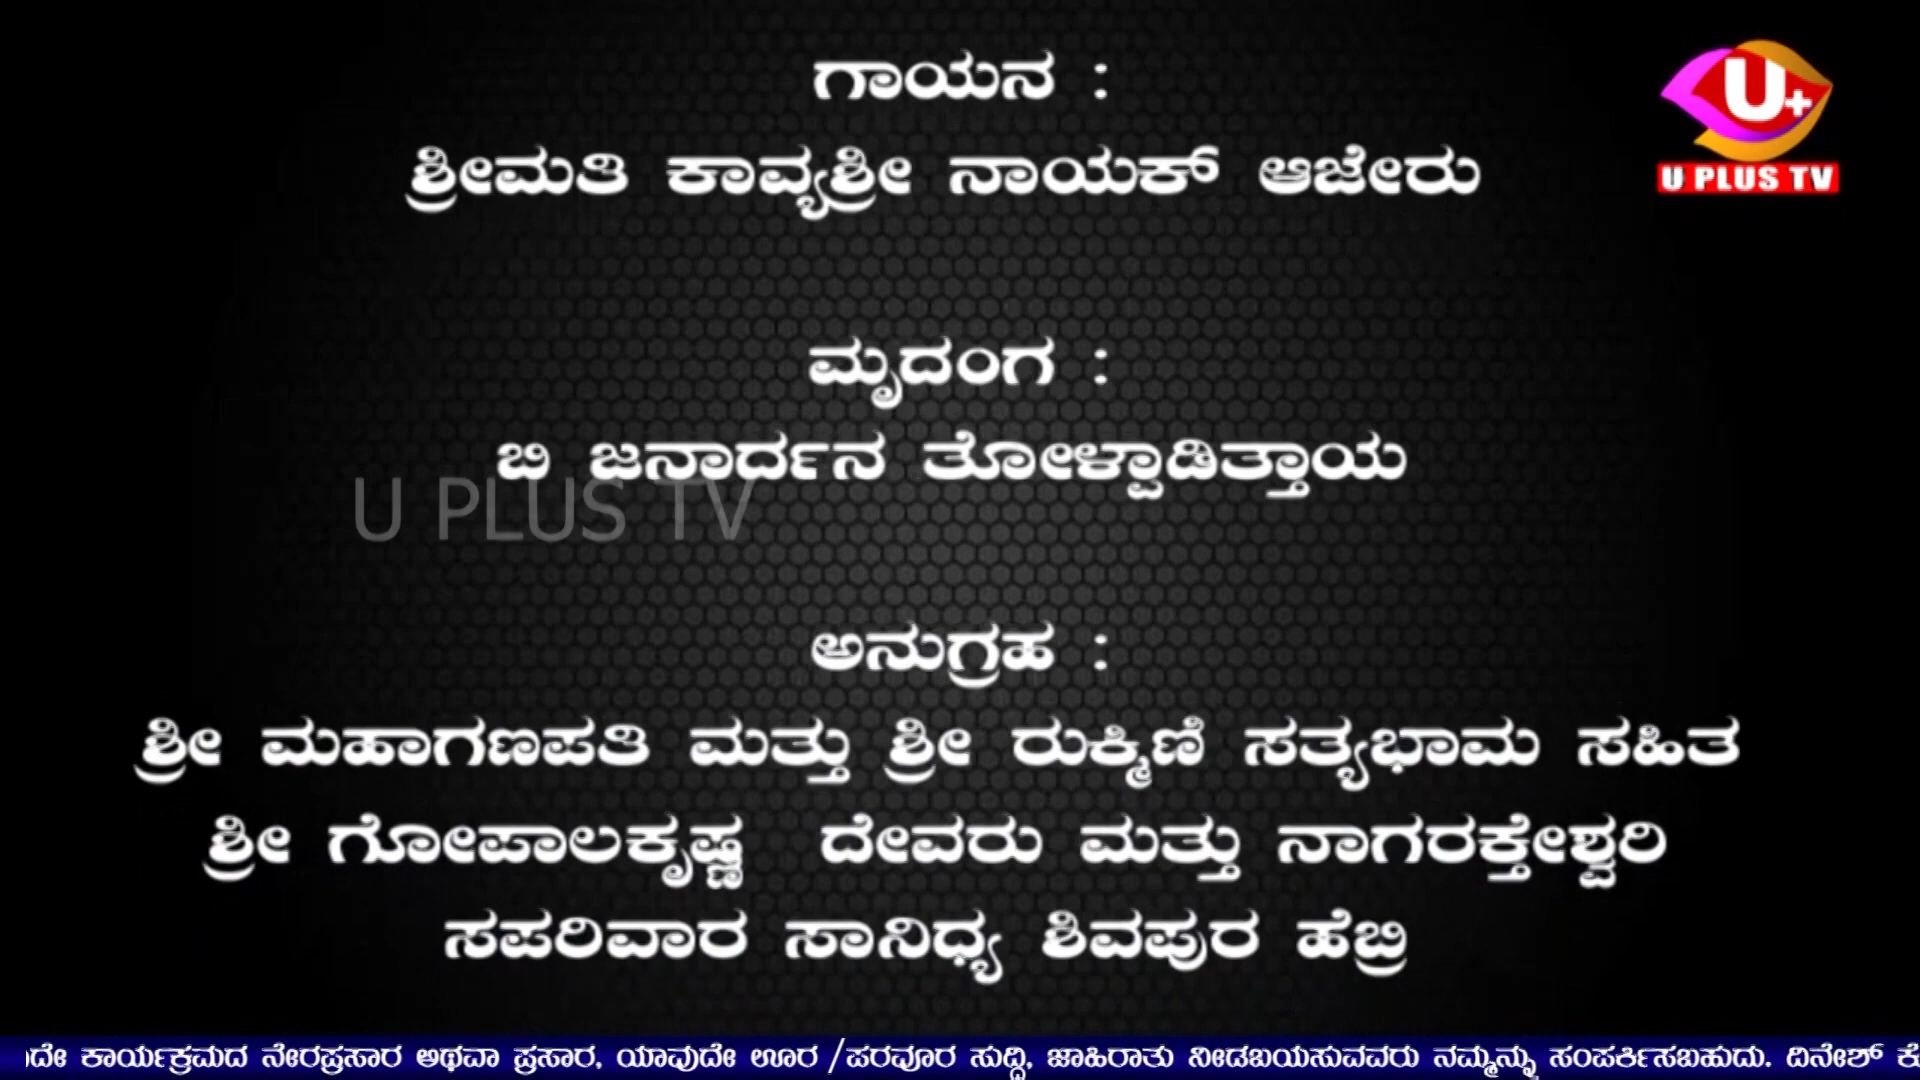 ಗಾಯನ :
U+
ಶ್ರೀಮತಿ ಕಾವ್ಯಶ್ರೀ ನಾಯಕ್ ಆಜೇರು
U PLUS TV
ಮೃದಂಗ :
ಬಿ ಜನಾರ್ದನ ತೋಳ್ಪಾಡಿತ್ತಾಯ
U PLUS TV
ಅನುಗ್ರಹ :
ಶ್ರೀ ಮಹಾಗಣಪತಿ ಮತ್ತು ಶ್ರೀ ರುಕ್ಮಿಣಿ ಸತ್ಯಭಾಮ ಸಹಿತ
ಶ್ರೀ ಗೋಪಾಲಕೃಷ್ಣ ದೇವರು ಮತ್ತು ನಾಗರಕ್ತೇಶ್ವರಿ
ಸಪರಿವಾರ ಸಾನಿಧ್ಯ ಶಿವಪುರ ಹೆಬ್ರಿ
ಕಾರ್ಯಕ್ರಮದ ನೇರಪ್ರಸಾರ ಅಥವಾ ಪ್ರಸಾರ, ಯಾವುದೇ ಊರ /ಪರವೂರ ಸುದ್ದಿ, ಜಾಹಿರಾತು ನೀಡಬಯಸುವವರು ನಮ್ಮನ್ನು ಸಂಪರ್ಕಿಸಬಹುದು. ದಿನೇಶ್